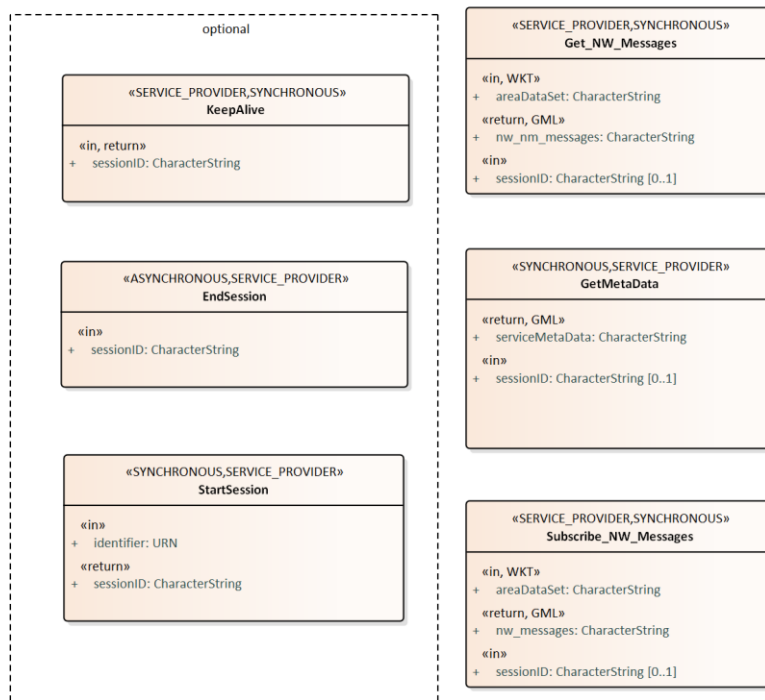 optional
«SERVICE_PROVIDER,SYNCHRONOUS»
KeepAlive
«in, return»
+ sessionID: CharacterString
«ASYNCHRONOUS,SERVICE_PROVIDER»
EndSession
«in»
+ sessionID: CharacterString
«SYNCHRONOUS,SERVICE_PROVIDER»
StartSession
«in»
+ identifier: URN
«return»
+ sessionID: CharacterString
«SERVICE_PROVIDER,SYNCHRONOUS»
Get_NW_Messages
«in, WKT»
+ areaDataSet: CharacterString
«return, GML»
+ nw_nm_messages: CharacterString
«in»
+ sessionID: CharacterString [0..1]
«SYNCHRONOUS,SERVICE_PROVIDER»
GetMetaData
«return, GML»
+ serviceMetaData: CharacterString
«in»
+ sessionID: CharacterString [0..1]
«SERVICE_PROVIDER,SYNCHRONOUS»
Subscribe_NW_Messages
«in, WKT»
+ areaDataSet: CharacterString
«return, GML»
+ nw_messages: CharacterString
«in»
+ sessionID: CharacterString [0..1]